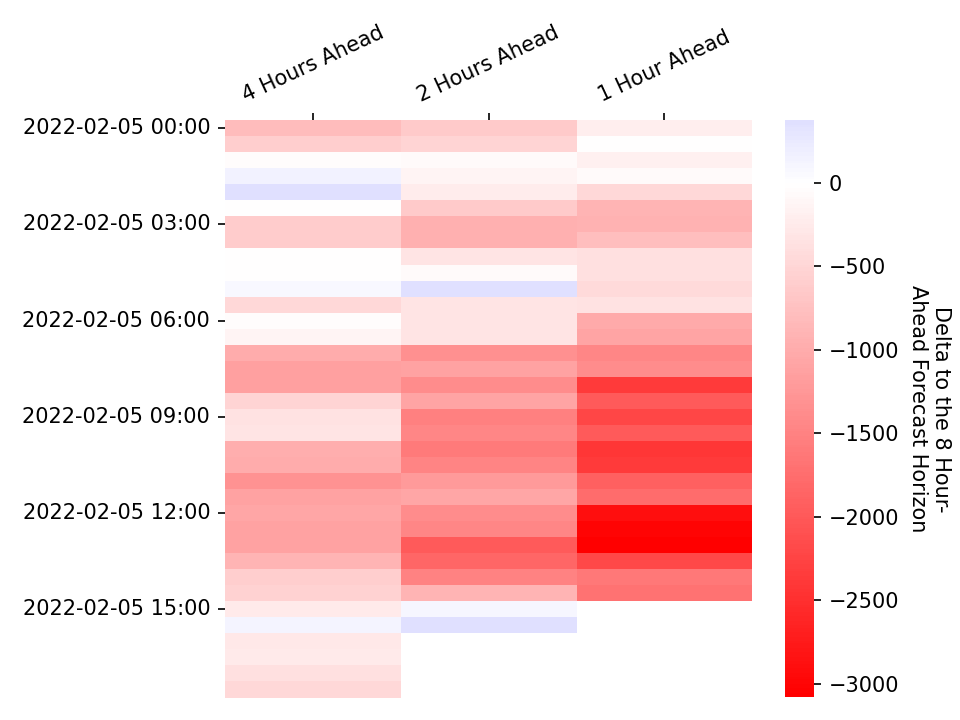 4 Hours Ahead
2 Hours Ahead
1 Hour Ahead
2022-02-05 00:00
2022-02-05 03:00
2022-02-05 06:00
2022-02-05 09:00
2022-02-05 12:00
2022-02-05 15:00
0
−500
−1000
−1500
−2000
−2500
−3000
Delta to the 8 Hour-
Ahead Forecast Horizon